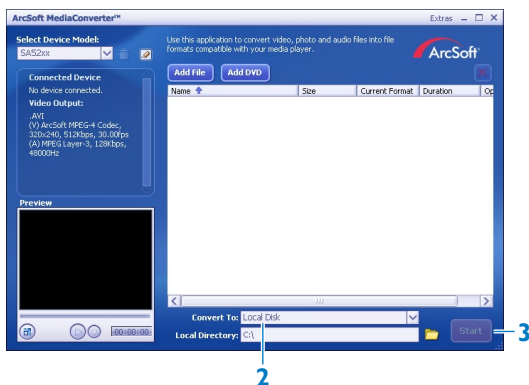 ArcSoft MediaConverter™
Extras
Select Device Model:
SA52xx
Use this application to convert video, photo and audio files into file
formats compatible with your media player.
ArcSoft®
Add File
Add DVD
Connected Device
No device connected.
Video Output:
.AVI
(V) ArcSoft MPEG-4 Codec,
320x240, 512Kbps, 30.00fps
(A) MPEG Layer-3, 128Kbps,
48000Hz
Name
Size
Current Format
Duration
Op
Preview
00:00:00
Convert To: Local Disk
Local Directory: C:\
Start
3
2